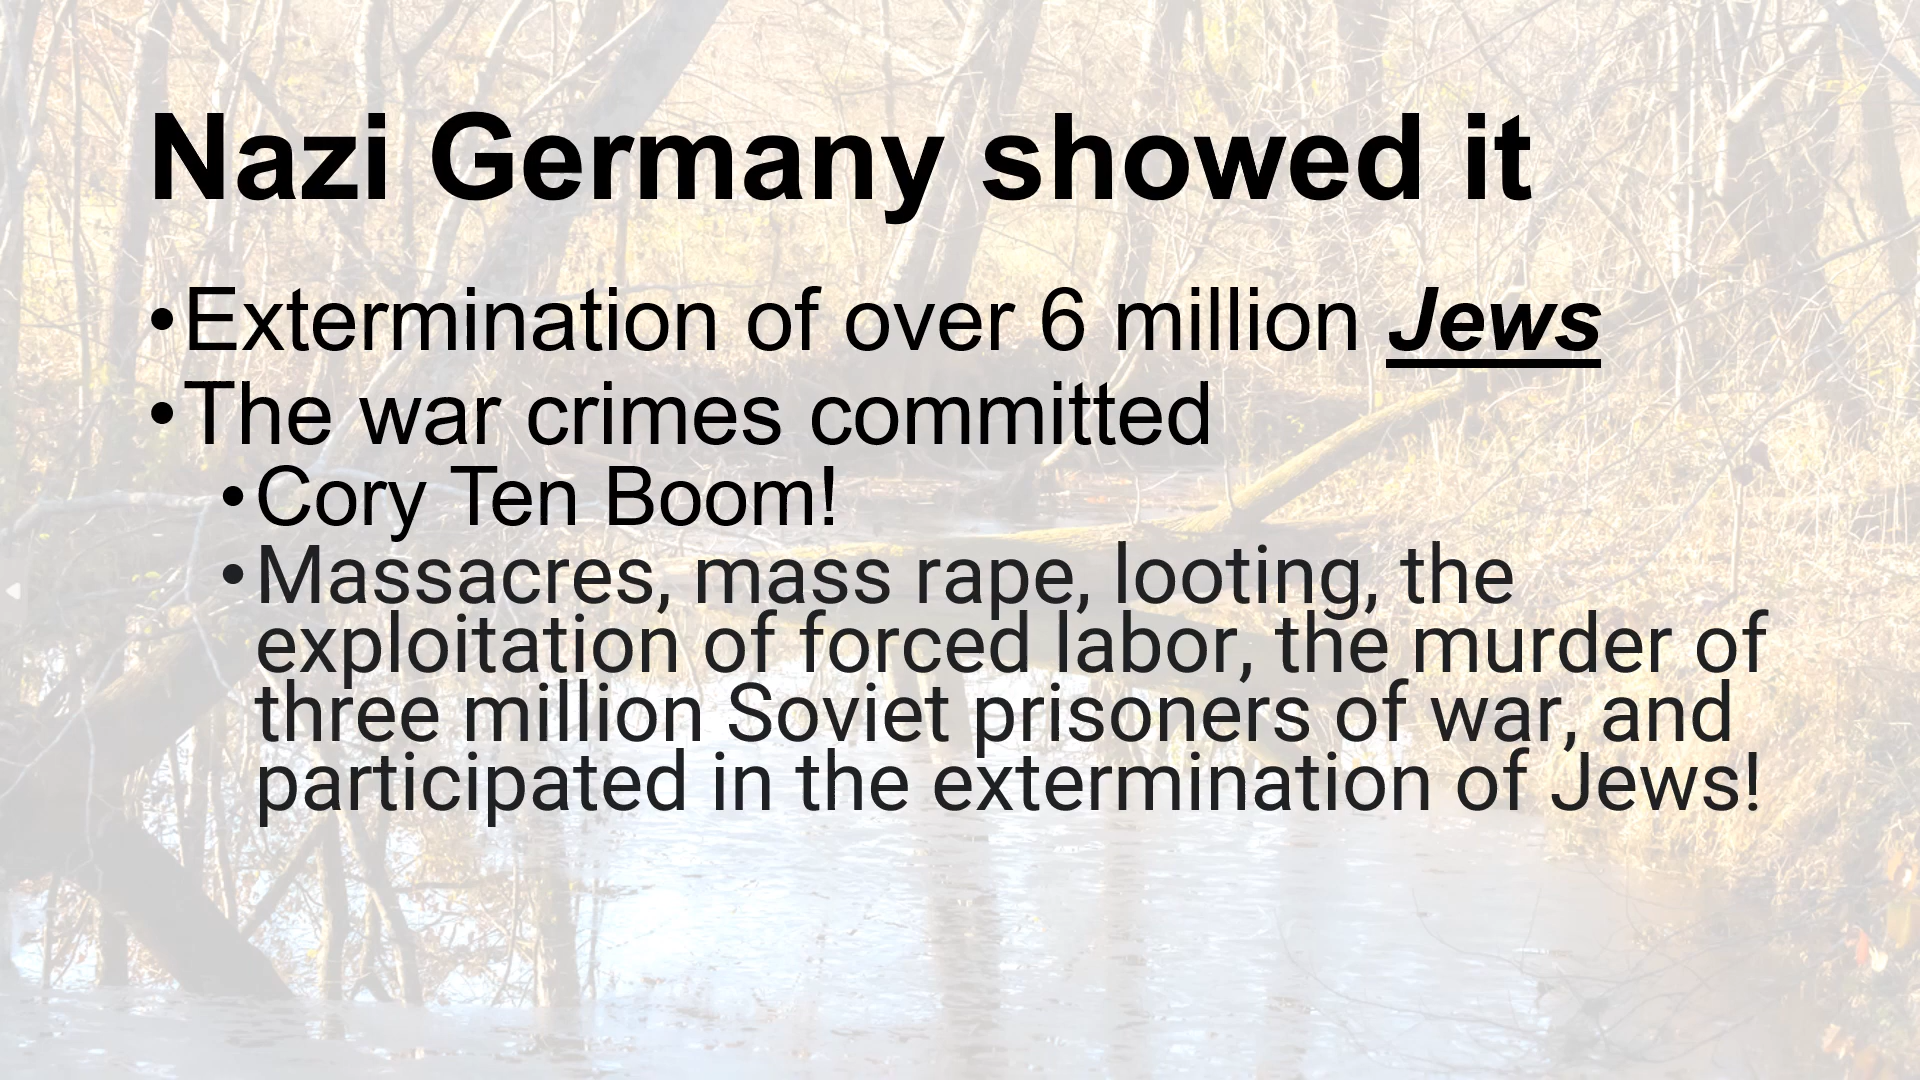 Nazi Germany showed it
•Extermination of over 6 million Jews
•The war crimes committed
•Cory Ten Boom!
•Massacres, mass rape, looting, the
exploitation of forced labor, the murder of
three million Soviet prisoners of war, and
participated in the extermination of Jews!